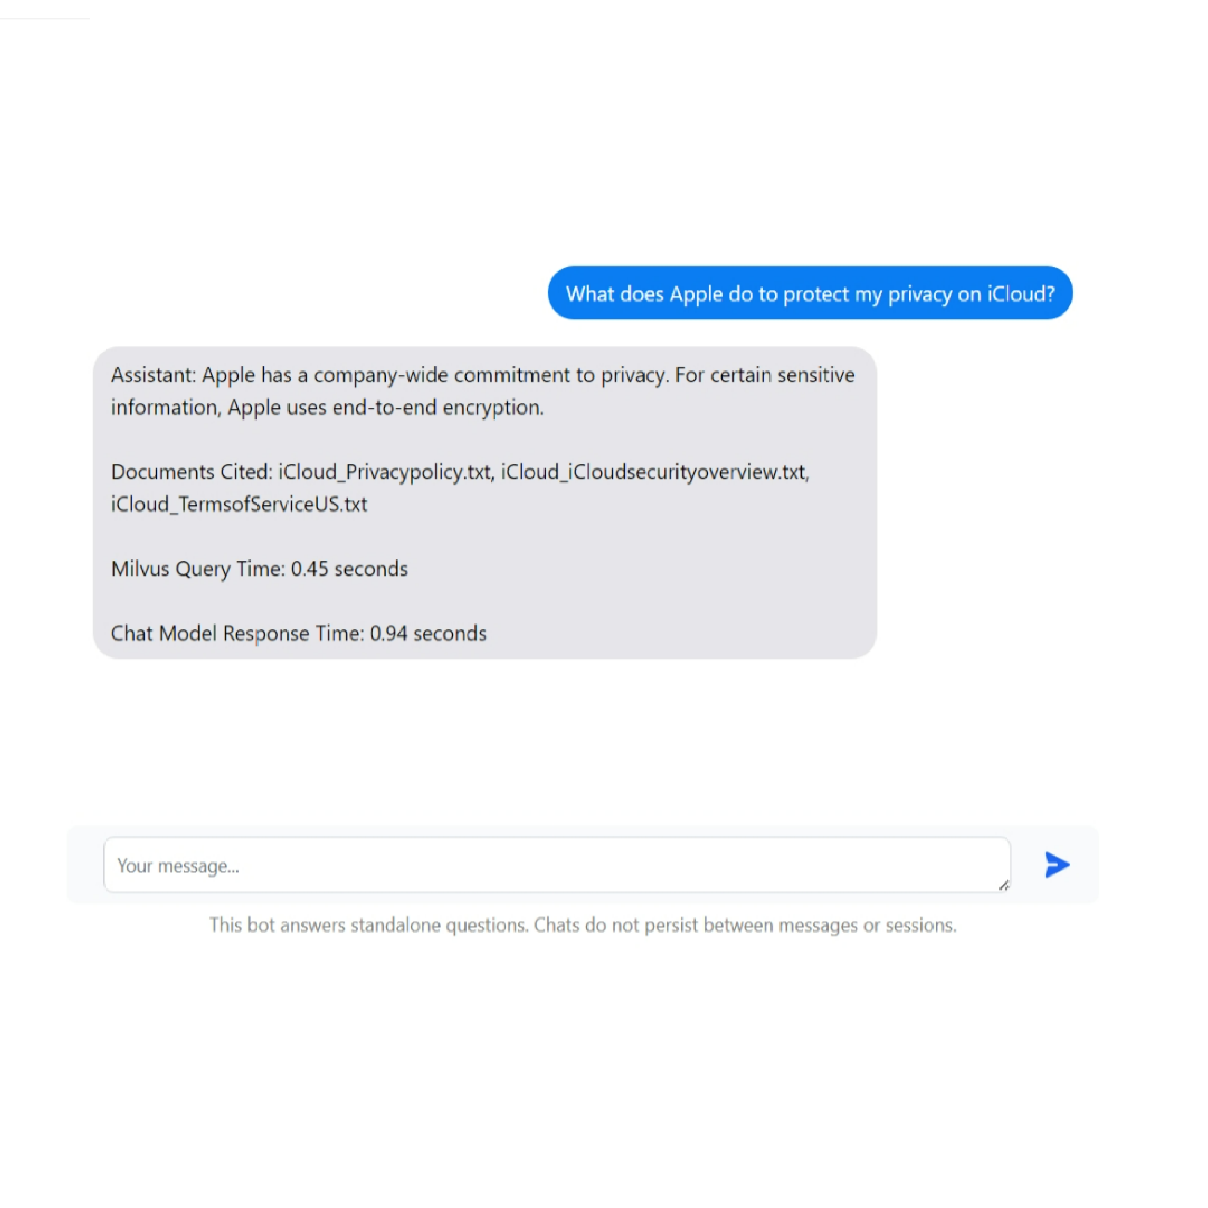 What does Apple do to protect my privacy on iCloud?
Assistant: Apple has a company-wide commitment to privacy. For certain sensitive
information, Apple uses end-to-end encryption.
Documents Cited: iCloud_Privacypolicy.txt, iCloud_iCloudsecurityoverview.txt,
iCloud_TermsofServiceUS.txt
Milvus Query Time: 0.45 seconds
Chat Model Response Time: 0.94 seconds
Your message...
This bot answers standalone questions. Chats do not persist between messages or sessions.